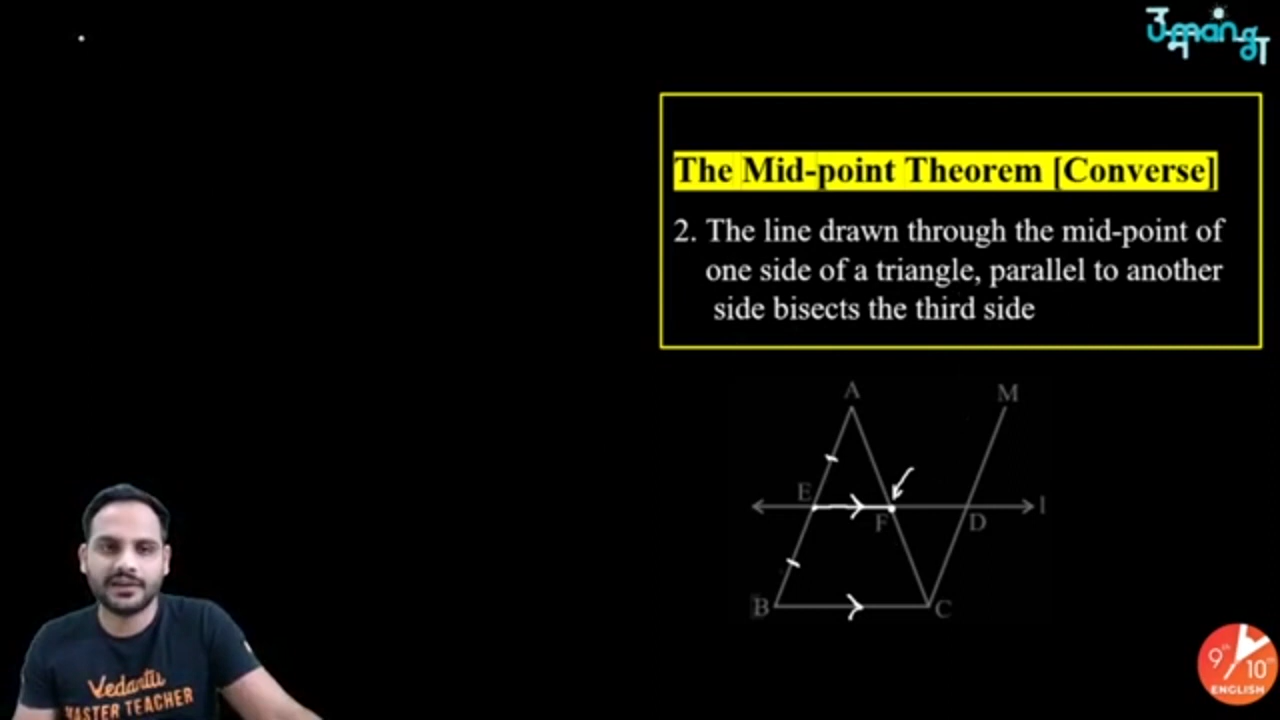 उमंग
The Mid-point Theorem [Converse]
2. The line drawn through the mid-point of
one side of a triangle, parallel to another
side bisects the third side
A
M
E
F
D
l
B
C
Vedantu
MASTER TEACHER
9th
10th
ENGLISH